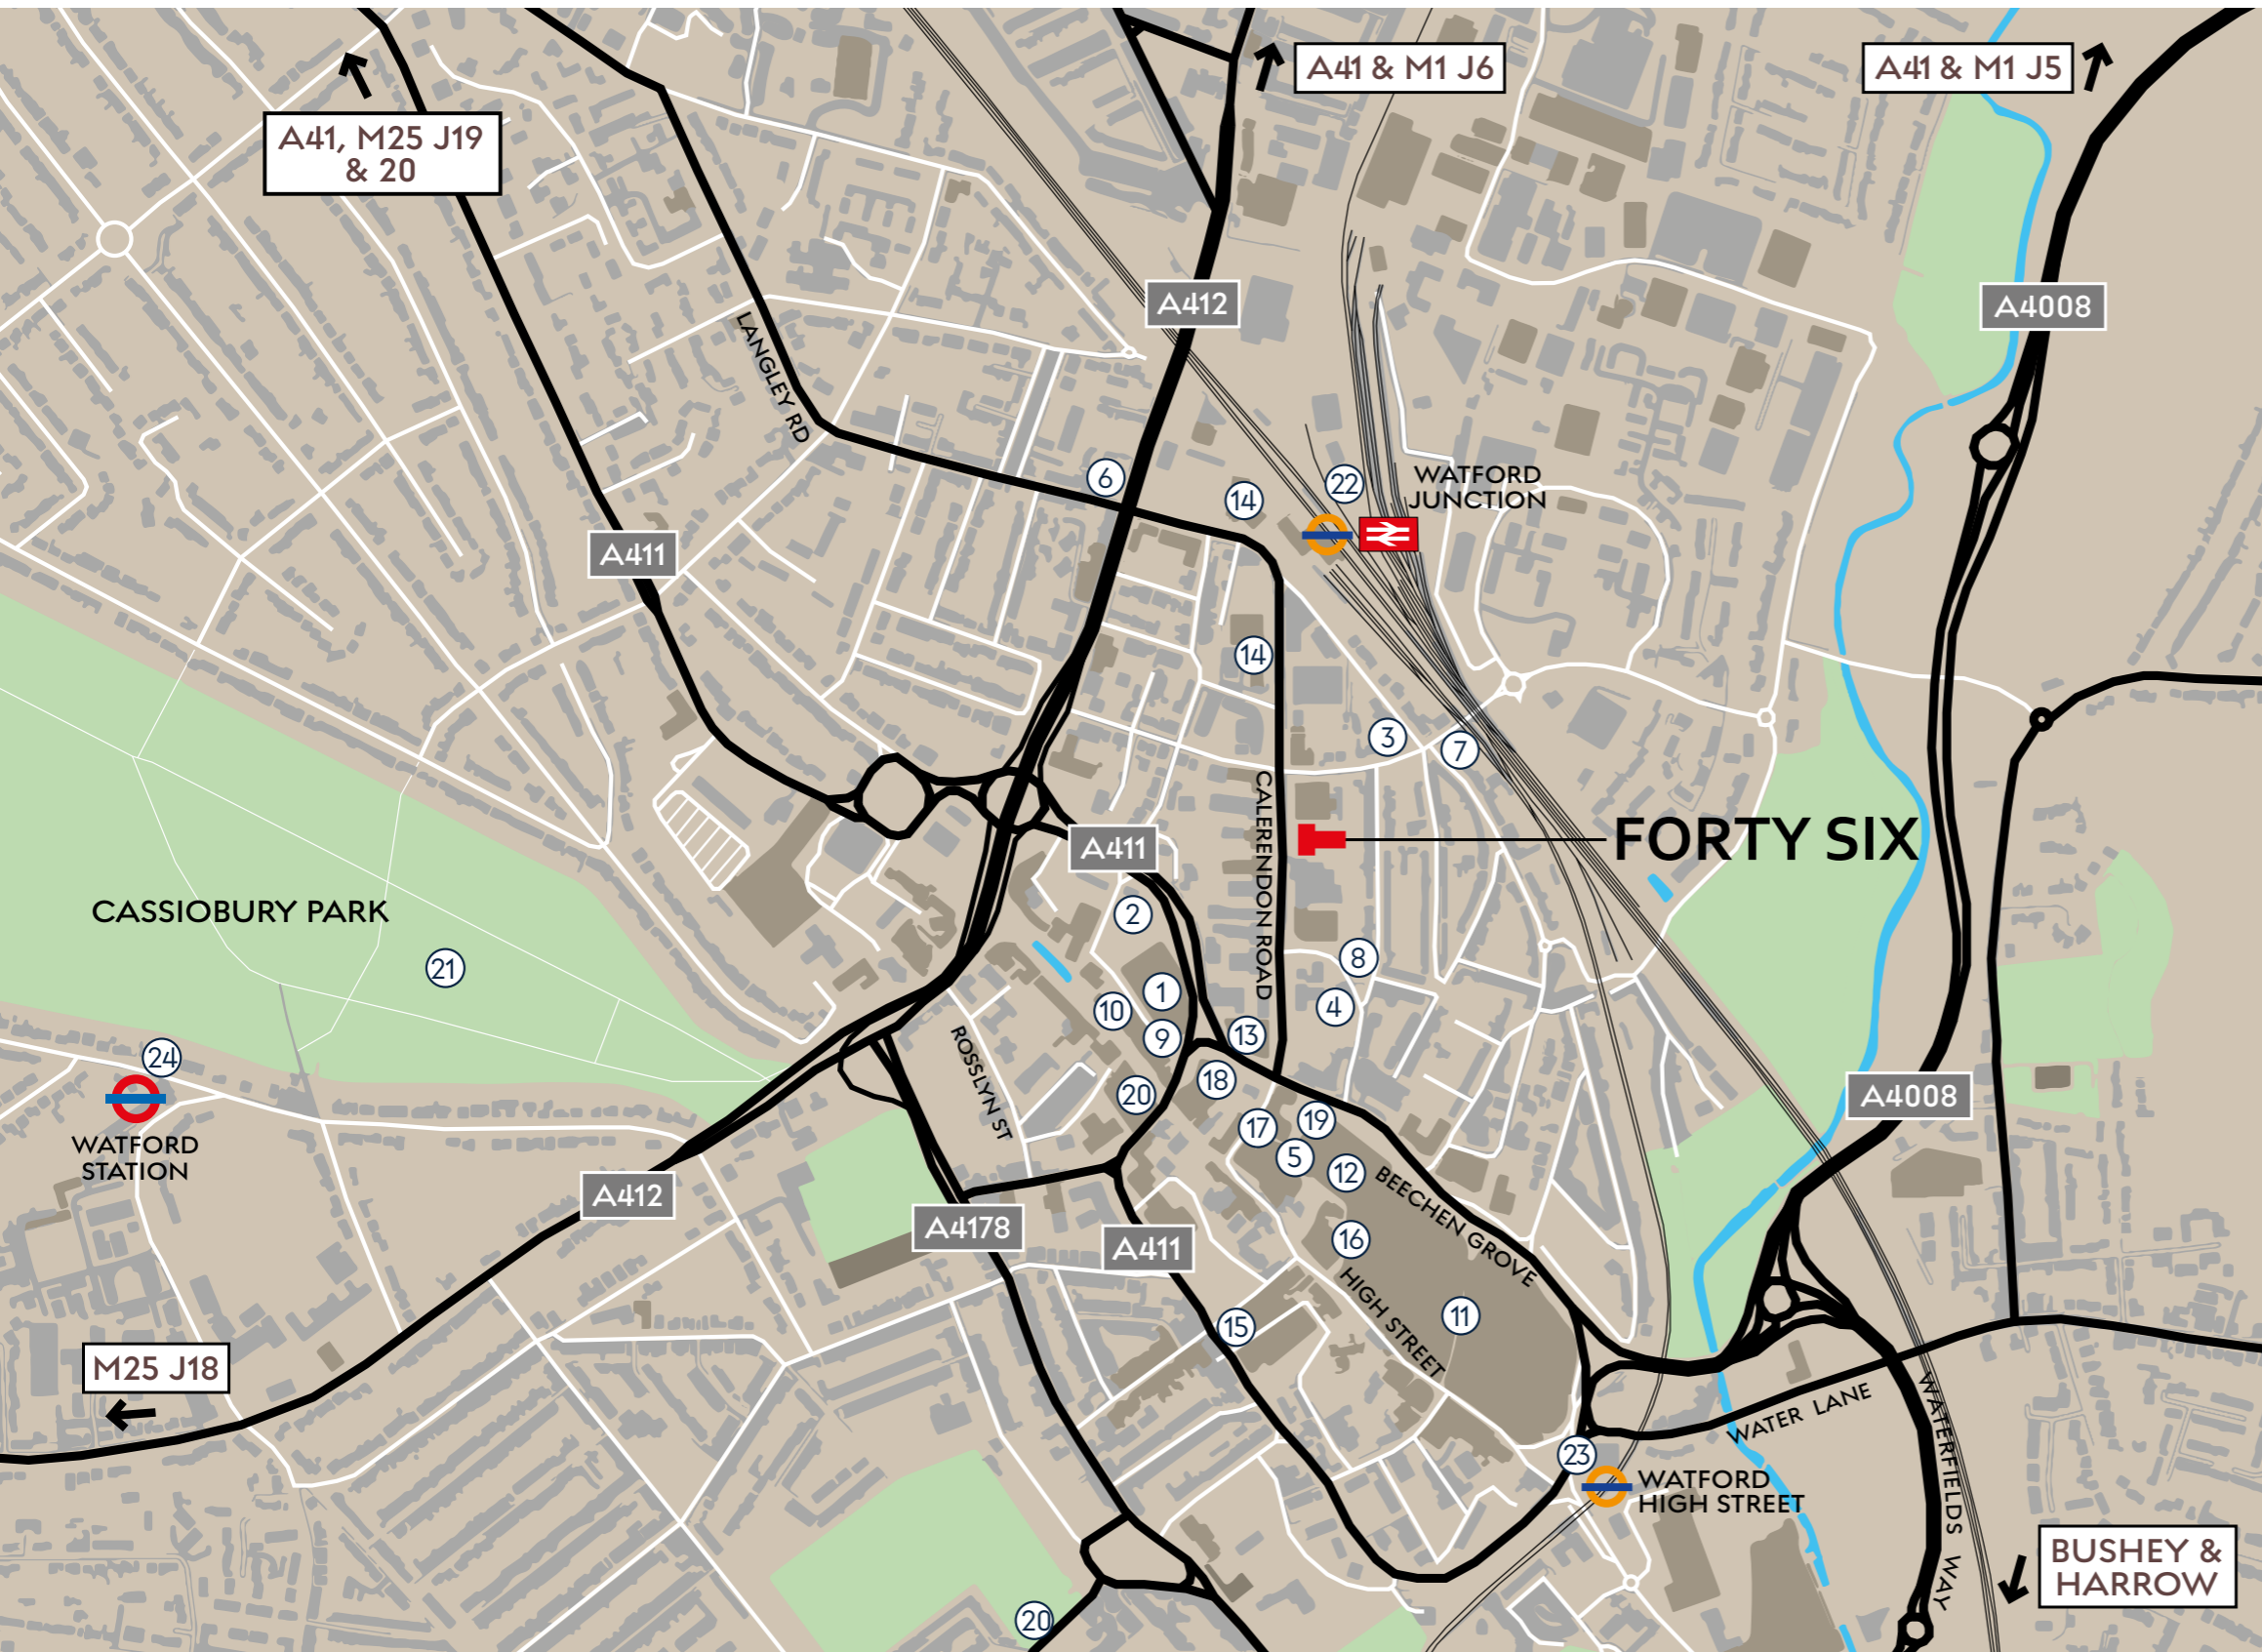 A41 & M1 J6
A41 & M1 J5
A41, M25 J19
& 20
A412
A4008
LANGLEY RD
6
14
22
WATFORD
JUNCTION
A411
14
3
7
CALERENDON ROAD
FORTY SIX
A411
CASSIOBURY PARK
2
21
8
1
4
10
9
13
ROSSLYN ST
24
WATFORD
STATION
18
20
A4008
19
17
5
12
BEECHEN GROVE
A412
A4178
A411
16
HIGH STREET
11
15
M25 J18
WATER LANE
WATERFIELDS WAY
23
WATFORD
HIGH STREET
BUSHEY &
HARROW
20